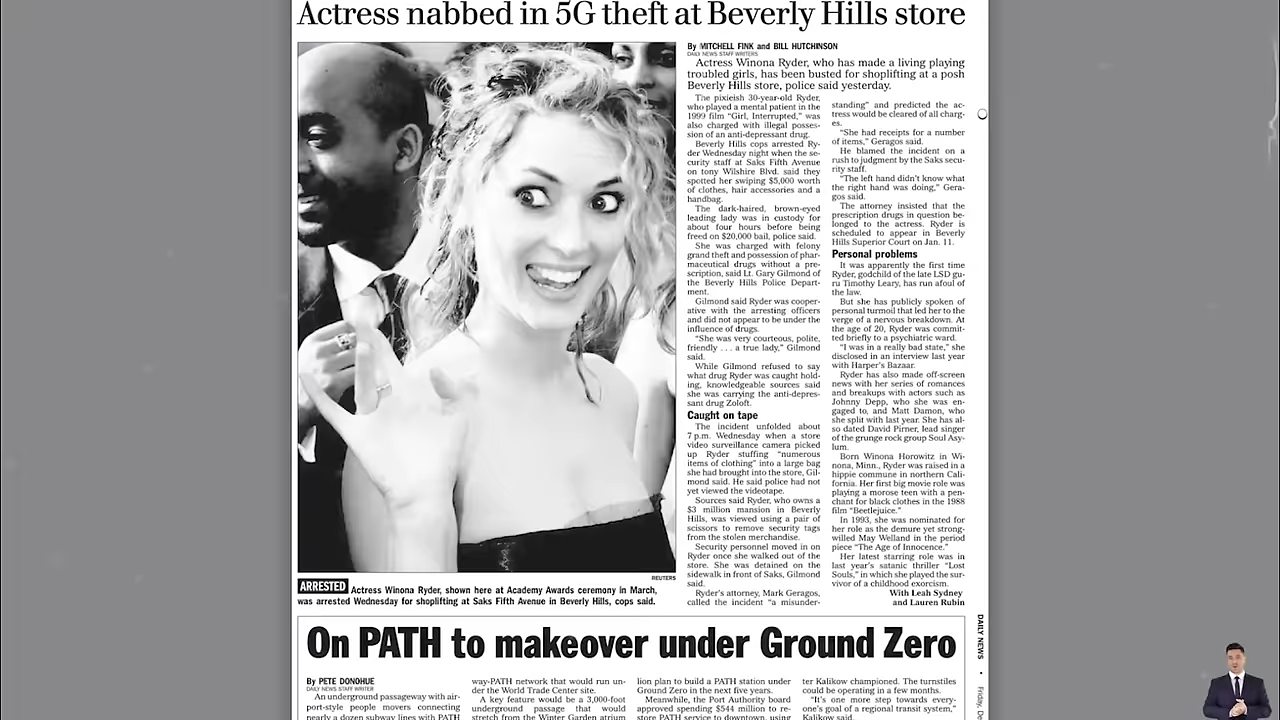 Actress nabbed in 5G theft at Beverly Hills store
By MITCHELL FINK and BILL HUTCHINSON
DAILY NEWS STAFF WRITERS
Actress Winona Ryder, who has made a living playing
troubled girls, has been busted for shoplifting at a posh
Beverly Hills store, police said yesterday.
The pixieish 30-year-old Ryder,
who played a mental patient in the
1999 film “Girl, Interrupted,” was
also charged with illegal posses-
sion of an anti-depressant drug.
Beverly Hills cops arrested Ry-
der Wednesday night when the se-
curity staff at Saks Fifth Avenue
on tony Wilshire Blvd. said they
spotted her swiping $5,000 worth
of clothes, hair accessories and a
handbag.
The dark-haired, brown-eyed
leading lady was in custody for
about four hours before being
freed on $20,000 bail, police said.
She was charged with felony
grand theft and possession of phar-
maceutical drugs without a pre-
scription, said Lt. Gary Gilmond of
the Beverly Hills Police Depart-
ment.
Gilmond said Ryder was cooper-
ative with the arresting officers
and did not appear to be under the
influence of drugs.
“She was very courteous, polite,
friendly . . . a true lady,” Gilmond
said.
While Gilmond refused to say
what drug Ryder was caught hold-
ing, knowledgeable sources said
she was carrying the anti-depres-
sant drug Zoloft.
Caught on tape
The incident unfolded about
7 p.m. Wednesday when a store
video surveillance camera picked
up Ryder stuffing “numerous
items of clothing” into a large bag
she had brought into the store, Gil-
mond said. He said police had not
yet viewed the videotape.
Sources said Ryder, who owns a
$3 million mansion in Beverly
Hills, was viewed using a pair of
scissors to remove security tags
from the stolen merchandise.
Security personnel moved in on
Ryder once she walked out of the
store. She was detained on the
sidewalk in front of Saks, Gilmond
said.
Ryder's attorney, Mark Geragos,
called the incident “a misunder-
standing” and predicted the ac-
tress would be cleared of all charg-
es.
“She had receipts for a number
of items,” Geragos said.
He blamed the incident on a
rush to judgment by the Saks secu-
rity staff.
“The left hand didn't know what
the right hand was doing,” Gera-
gos said.
The attorney insisted that the
prescription drugs in question be-
longed to the actress. Ryder is
scheduled to appear in Beverly
Hills Superior Court on Jan. 11.
Personal problems
It was apparently the first time
Ryder, godchild of the late LSD gu-
ru Timothy Leary, has run afoul of
the law.
But she has publicly spoken of
personal turmoil that led her to the
verge of a nervous breakdown. At
the age of 20, Ryder was commit-
ted briefly to a psychiatric ward.
“I was in a really bad state,” she
disclosed in an interview last year
with Harper's Bazaar.
Ryder has also made off-screen
news with her series of romances
and breakups with actors such as
Johnny Depp, who she was en-
gaged to, and Matt Damon, who
she split with last year. She has al-
so dated David Pirner, lead singer
of the grunge rock group Soul Asy-
lum.
Born Winona Horowitz in Wi-
nona, Minn., Ryder was raised in a
hippie commune in northern Cali-
fornia. Her first big movie role was
playing a morose teen with a pen-
chant for black clothes in the 1988
film “Beetlejuice.”
In 1993, she was nominated for
her role as the demure yet strong-
willed May Welland in the period
piece “The Age of Innocence.”
Her latest starring role was in
last year's satanic thriller “Lost
Souls,” in which she played the sur-
vivor of a childhood exorcism.
With Leah Sydney
and Lauren Rubin
REUTERS
ARRESTED Actress Winona Ryder, shown here at Academy Awards ceremony in March,
was arrested Wednesday for shoplifting at Saks Fifth Avenue in Beverly Hills, cops said.
On PATH to makeover under Ground Zero
By PETE DONOHUE
DAILY NEWS STAFF WRITER
An underground passageway with air-
port-style people movers connecting
nearly a dozen subway lines with PATH
way-PATH network that would run un-
der the World Trade Center site.
A key feature would be a 3,000-foot
underground passage that would
stretch from the Winter Garden atrium
lion plan to build a PATH station under
Ground Zero in the next five years.
Meanwhile, the Port Authority board
approved spending $544 million to re-
store PATH service to downtown, using
ter Kalikow championed. The turnstiles
could be operating in a few months.
“It's one more step towards every-
one's goal of a regional transit system,”
Kalikow said.
DAILY NEWS • Friday, De